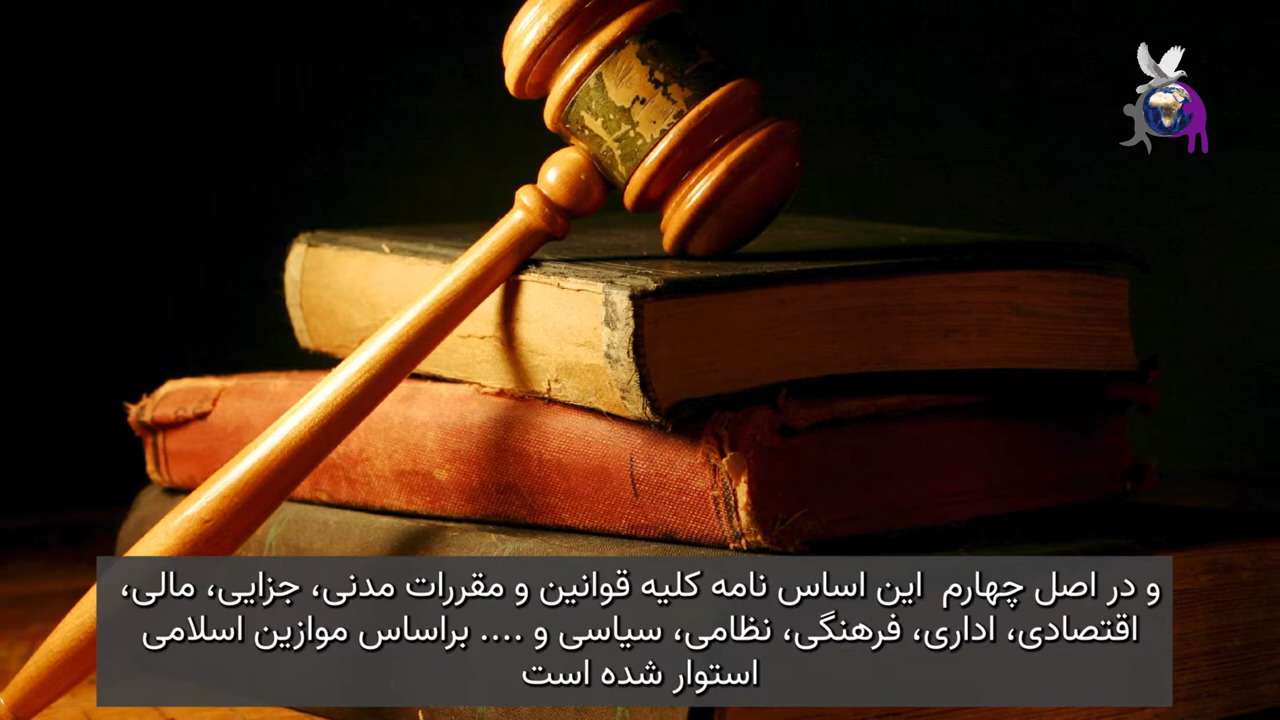 و در اصل چهارم  این اساس نامه کلیه قوانین و مقررات مدنی، جزایی، مالی،
اقتصادی، اداری، فرهنگی، نظامی، سیاسی و .... براساس موازین اسلامی
استوار شده است